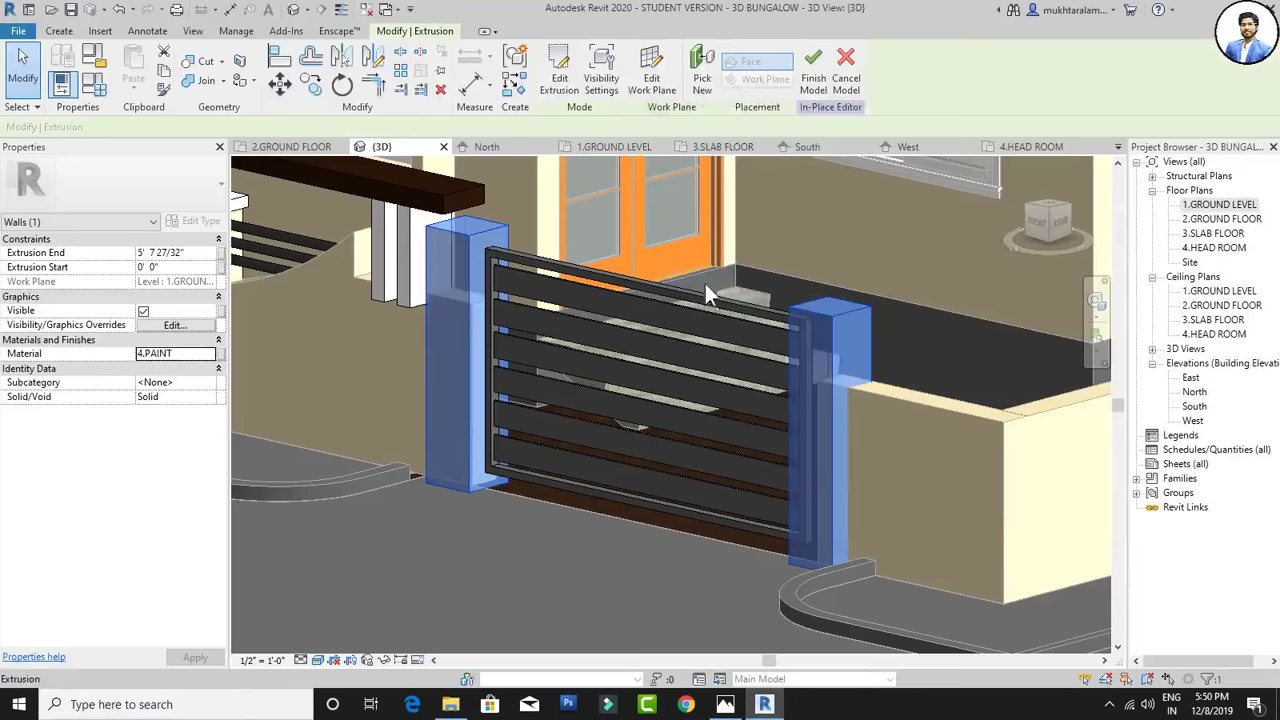 Autodesk Revit 2020 - STUDENT VERSION - 3D BUNGALOW - 3D View: {3D}
mukhtaralam...
File Create Insert Annotate View Manage Add-Ins Enscape™ Modify | Extrusion
Modify
Paste
Cut
Join
Edit Extrusion
Visibility Settings
Edit Work Plane
Pick New
Face
Work Plane
Finish Model
Cancel Model
Select Properties Clipboard Geometry Modify Measure Create Mode Work Plane Placement In-Place Editor
Modify | Extrusion
Properties
2.GROUND FLOOR {3D} North 1.GROUND LEVEL 3.SLAB FLOOR South West 4.HEAD ROOM
Project Browser - 3D BUNGA...
R
Walls (1) Edit Type
Constraints
Extrusion End 5' 7 27/32"
Extrusion Start 0' 0"
Work Plane Level : 1.GROUN...
Graphics
Visible
Visibility/Graphics Overrides Edit...
Materials and Finishes
Material 4.PAINT
Identity Data
Subcategory <None>
Solid/Void Solid
FRONT RIGHT
Views (all)
Structural Plans
Floor Plans
1.GROUND LEVEL
2.GROUND FLOOR
3.SLAB FLOOR
4.HEAD ROOM
Site
Ceiling Plans
1.GROUND LEVEL
2.GROUND FLOOR
3.SLAB FLOOR
4.HEAD ROOM
3D Views
Elevations (Building Elevati
East
North
South
West
Legends
Schedules/Quantities (all)
Sheets (all)
Families
Groups
Revit Links
Properties help Apply
1/2" = 1'-0"
Extrusion
:0
Main Model
:1
Type here to search
ENG
IN
5:50 PM
12/8/2019